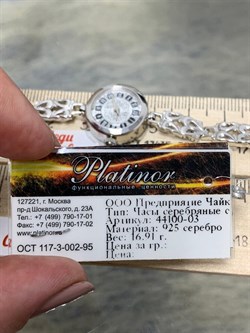 Platinor
функциональные ценности
127221, г. Москва
пр-д Шокальского, д. 23А
Тел.: +7 (499) 790-17-01
Факс: +7 (499) 790-17-02
www.platinor
ОСТ 117-3-002-95
ООО Предприятие Чайк
Тип: Часы серебряные с
Артикул: 44100-03
Материал: 925 серебро
Вес: 16,91 г.
Цена за гр.:
Цена: